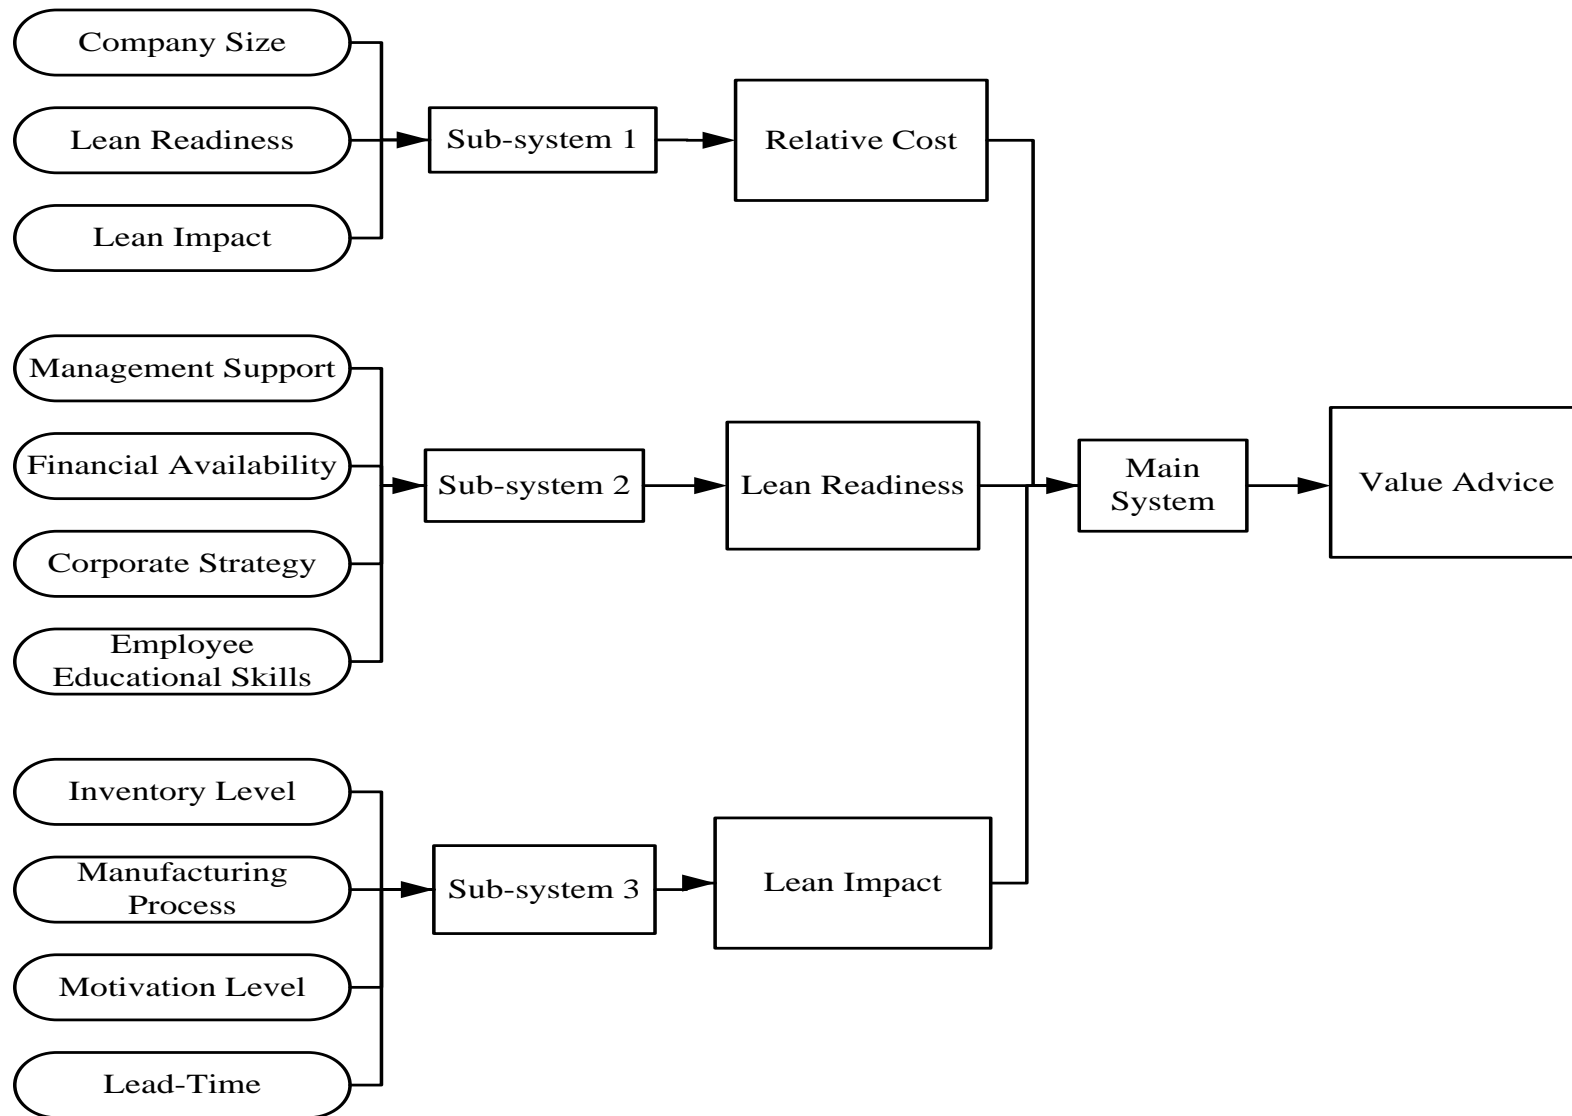 Company Size
Lean Readiness
Lean Impact
Sub-system 1
Relative Cost
Management Support
Financial Availability
Corporate Strategy
Employee
Educational Skills
Sub-system 2
Lean Readiness
Main
System
Value Advice
Inventory Level
Manufacturing
Process
Motivation Level
Lead-Time
Sub-system 3
Lean Impact